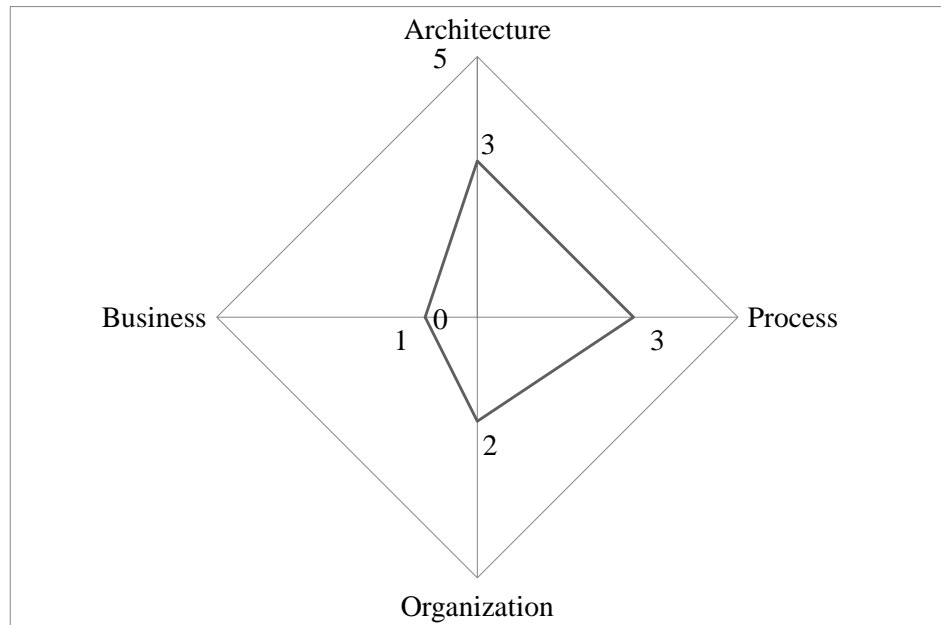 Architecture
5
3
Business
0
Process
1
3
2
Organization